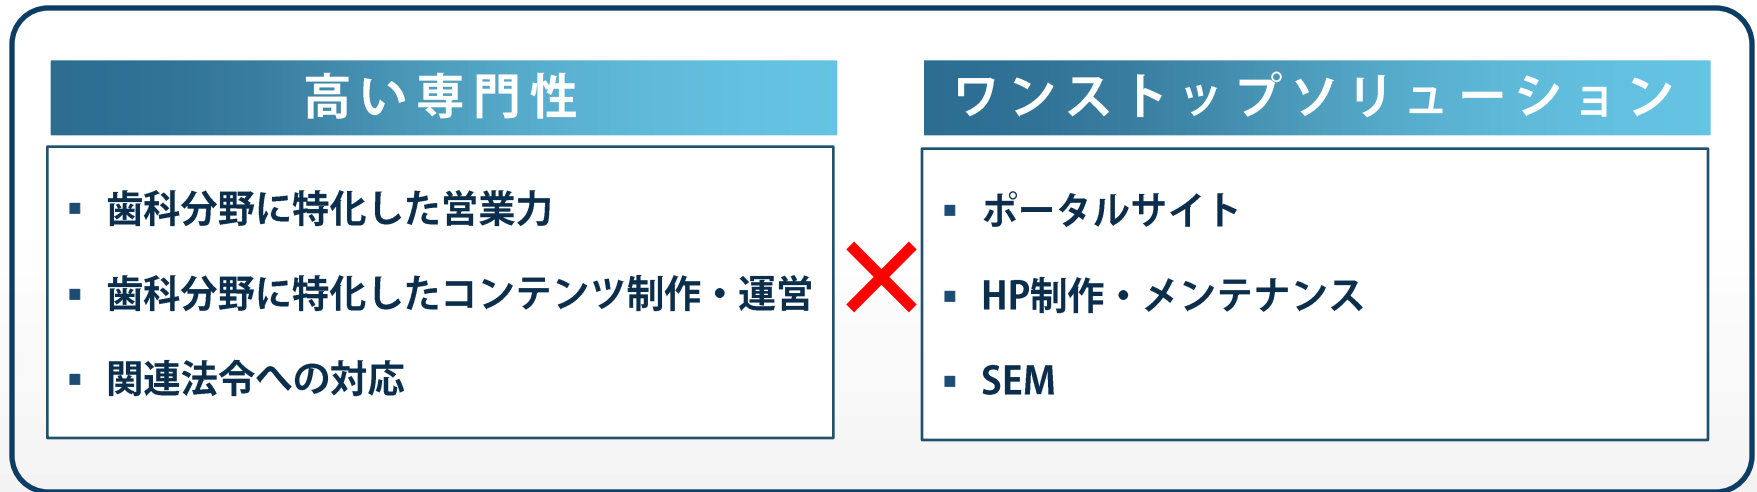 高い専門性
▪ 歯科分野に特化した営業力
▪ 歯科分野に特化したコンテンツ制作・運営
▪ 関連法令への対応
×
ワンストップソリューション
▪ ポータルサイト
▪ HP制作・メンテナンス
▪ SEM